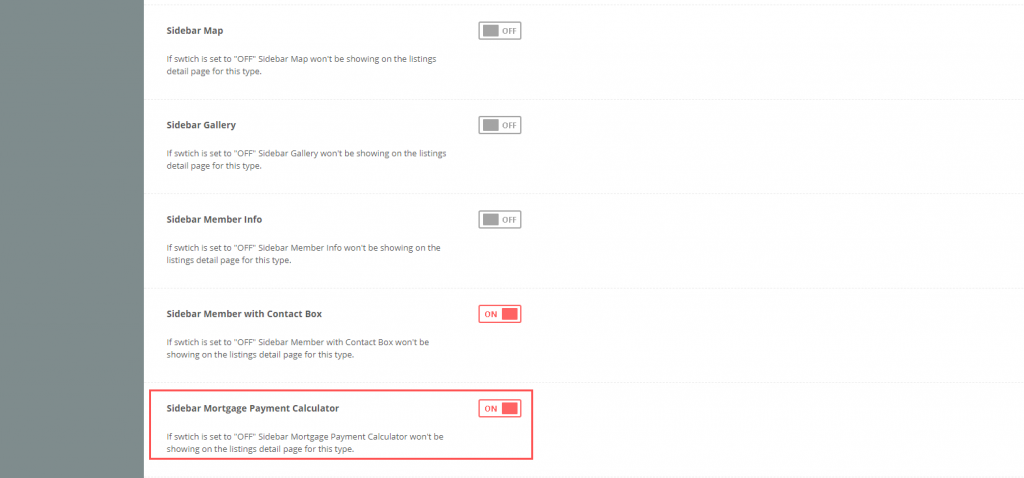 Sidebar Map
OFF
If swtich is set to "OFF" Sidebar Map won't be showing on the listings
detail page for this type.
Sidebar Gallery
OFF
If swtich is set to "OFF" Sidebar Gallery won't be showing on the listings
detail page for this type.
Sidebar Member Info
OFF
If swtich is set to "OFF" Sidebar Member Info won't be showing on the
listings detail page for this type.
Sidebar Member with Contact Box
ON
If swtich is set to "OFF" Sidebar Member with Contact Box won't be
showing on the listings detail page for this type.
Sidebar Mortgage Payment Calculator
ON
If swtich is set to "OFF" Sidebar Mortgage Payment Calculator won't be
showing on the listings detail page for this type.